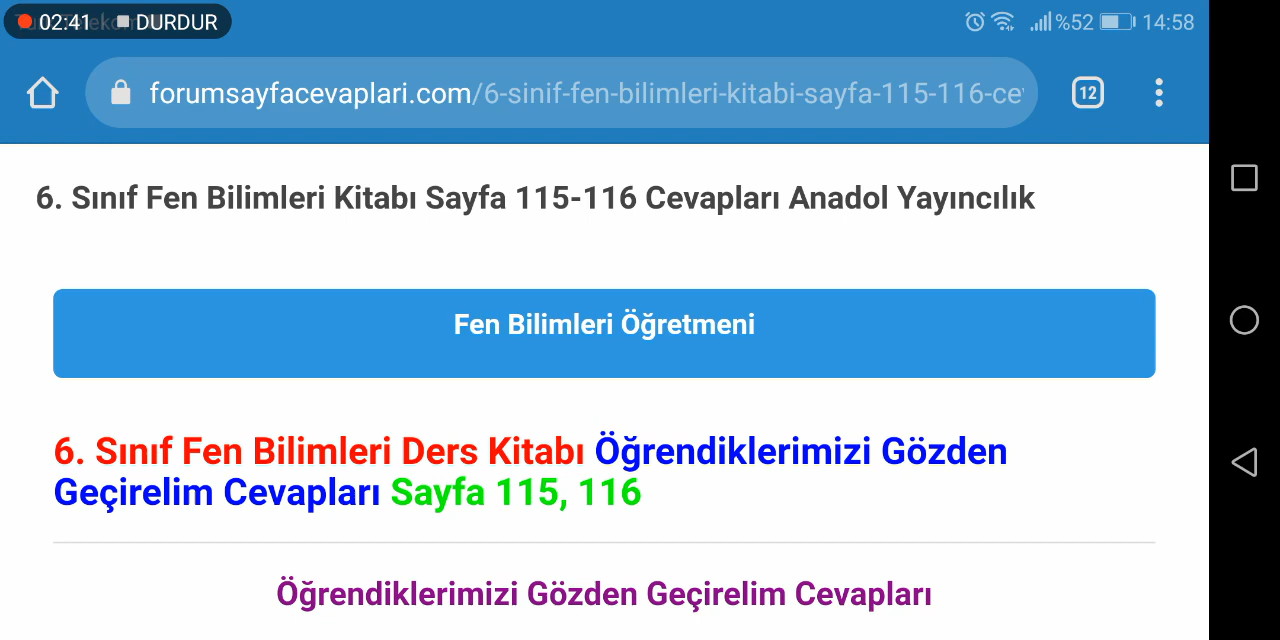 02:41 DURDUR %52 14:58
forumsayfacevaplari.com/6-sinif-fen-bilimleri-kitabi-sayfa-115-116-ce 12
6. Sınıf Fen Bilimleri Kitabı Sayfa 115-116 Cevapları Anadol Yayıncılık
Fen Bilimleri Öğretmeni
6. Sınıf Fen Bilimleri Ders Kitabı Öğrendiklerimizi Gözden
Geçirelim Cevapları Sayfa 115, 116
Öğrendiklerimizi Gözden Geçirelim Cevapları